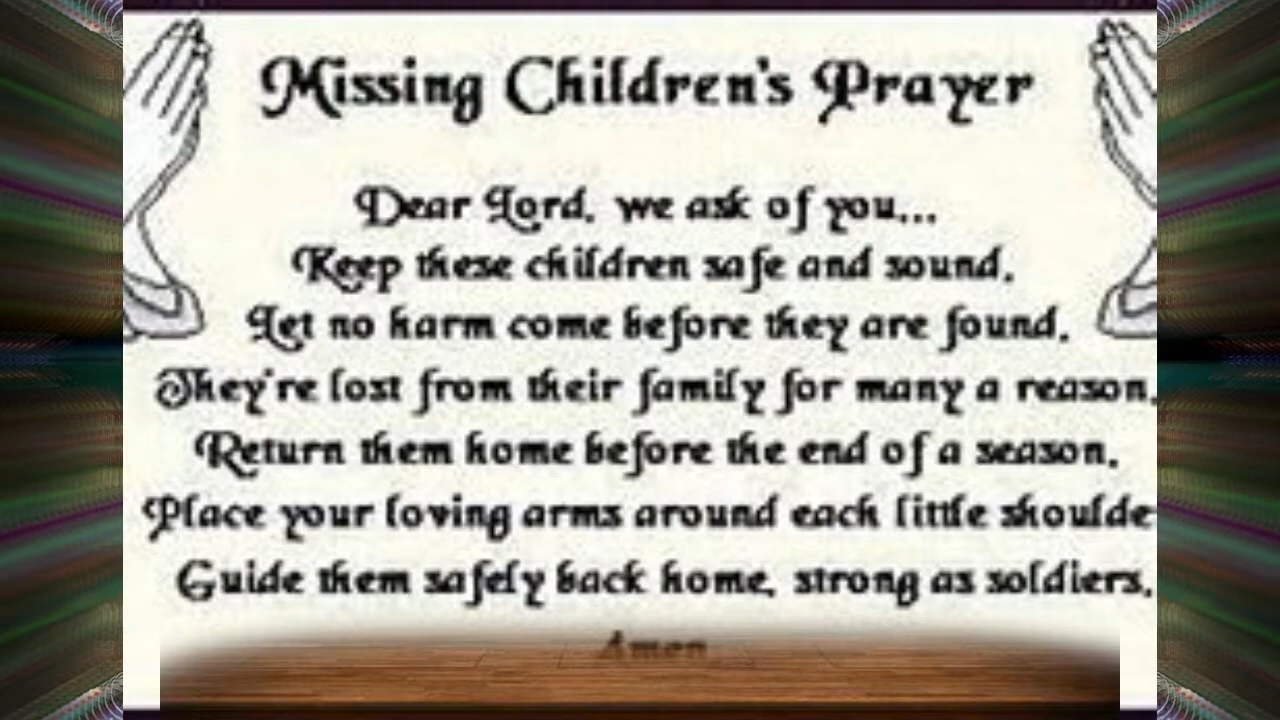 Missing Children's Prayer
Dear Lord, we ask of you...
Keep these children safe and sound.
Let no harm come before they are found.
They're lost from their family for many a reason.
Return them home before the end of a season.
Place your loving arms around each little shoulde
Guide them safely back home, strong as soldiers.
Amen